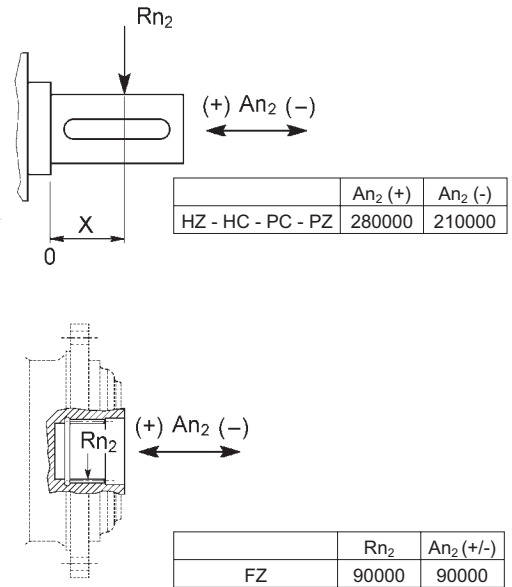 Rn₂
(+) An₂ (−)
An₂ (+) An₂ (-)
HZ - HC - PC - PZ 280000 210000
X
0
(+) An₂ (−)
Rn₂
Rn₂ An₂ (+/-)
FZ 90000 90000